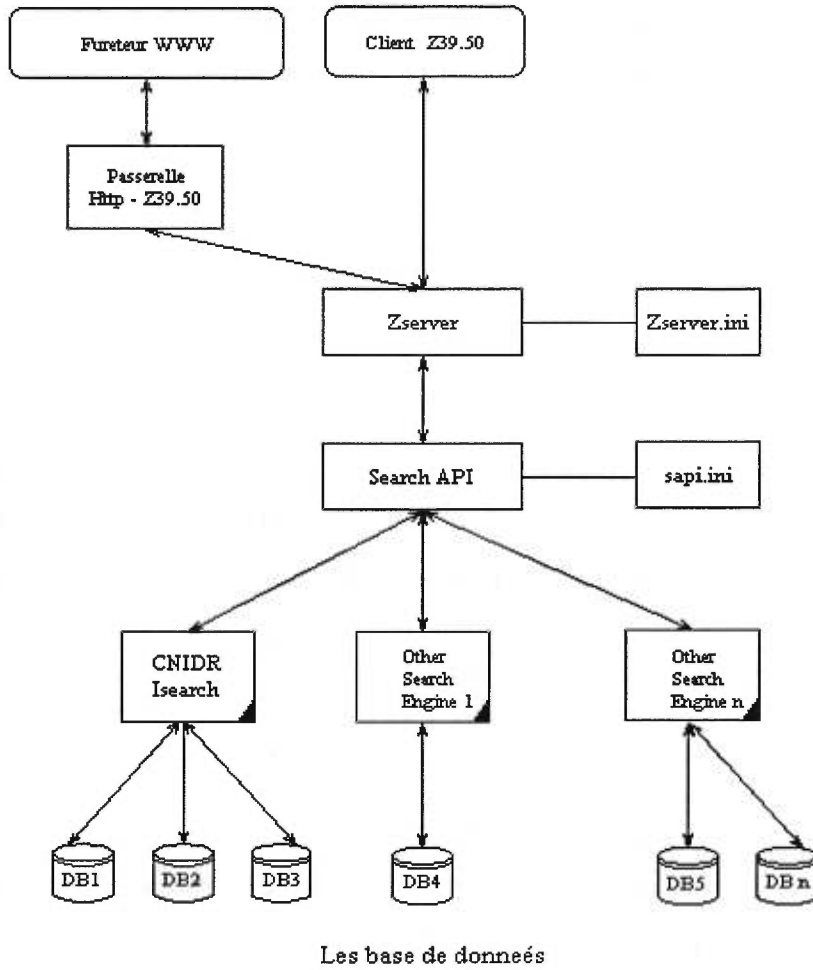 Fureteur WWW
Client Z39.50
Passerelle
Http - Z39.50
Zserver
Zserver.ini
Search API
sapi.ini
CNIDR
Isearch
Other
Search
Engine 1
Other
Search
Engine n
DB1
DB2
DB3
DB4
DB5
DB n
Les base de donneés